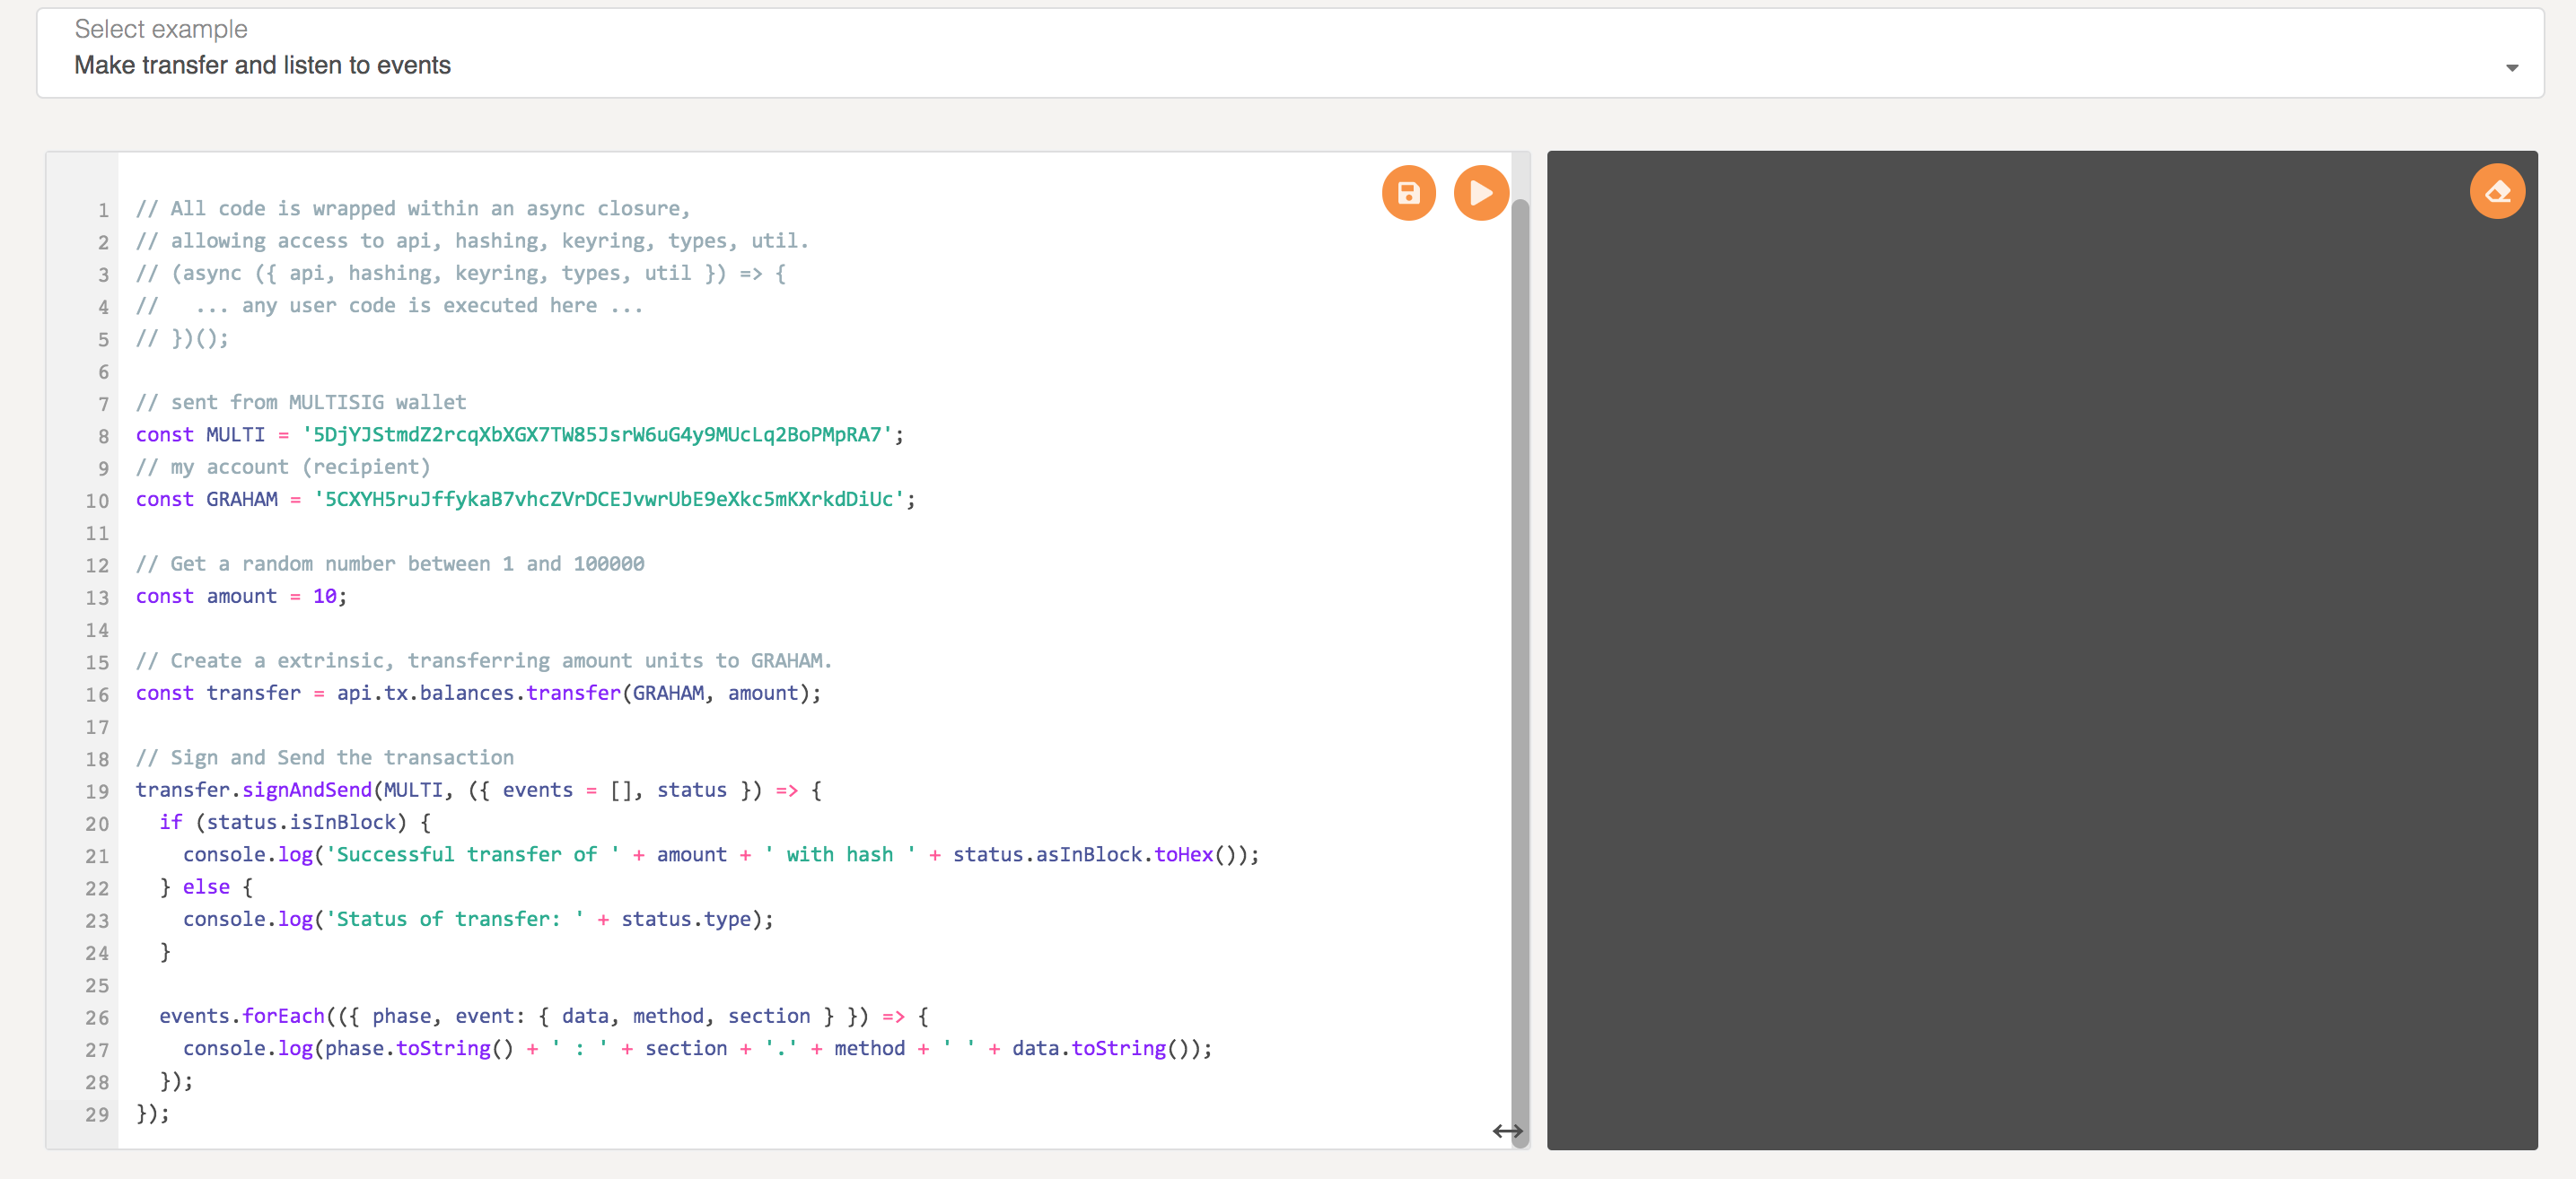 Select example
Make transfer and listen to events
1 // All code is wrapped within an async closure,
2 // allowing access to api, hashing, keyring, types, util.
3 // (async ({ api, hashing, keyring, types, util }) => {
4 //   ... any user code is executed here ...
5 // })();
6
7 // sent from MULTISIG wallet
8 const MULTI = '5DjYJStmdZ2rcqXbXGX7TW85JsrW6uG4y9MUcLq2BoPMpRA7';
9 // my account (recipient)
10 const GRAHAM = '5CXYH5ruJffykaB7vhcZVrDCEJvwrUbE9eXkc5mKXrkdDiUc';
11
12 // Get a random number between 1 and 100000
13 const amount = 10;
14
15 // Create a extrinsic, transferring amount units to GRAHAM.
16 const transfer = api.tx.balances.transfer(GRAHAM, amount);
17
18 // Sign and Send the transaction
19 transfer.signAndSend(MULTI, ({ events = [], status }) => {
20   if (status.isInBlock) {
21     console.log('Successful transfer of ' + amount + ' with hash ' + status.asInBlock.toHex());
22   } else {
23     console.log('Status of transfer: ' + status.type);
24   }
25
26   events.forEach(({ phase, event: { data, method, section } }) => {
27     console.log(phase.toString() + ' : ' + section + '.' + method + ' ' + data.toString());
28   });
29 });